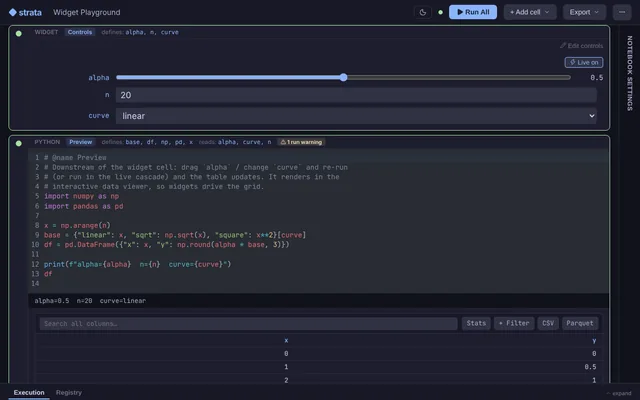 strata Widget Playground Run All + Add cell Export ...
WIDGET Controls defines: alpha, n, curve
Edit controls
Live on
alpha 0.5
n 20
curve linear
PYTHON Preview defines: base, df, np, pd, x reads: alpha, curve, n 1 run warning
1 # @name Preview
2 # Downstream of the widget cell: drag `alpha` / change `curve` and re-run
3 # (or run in the live cascade) and the table updates. It renders in the
4 # interactive data viewer, so widgets drive the grid.
5 import numpy as np
6 import pandas as pd
7
8 x = np.arange(n)
9 base = {"linear": x, "sqrt": np.sqrt(x), "square": x**2}[curve]
10 df = pd.DataFrame({"x": x, "y": np.round(alpha * base, 3)})
11
12 print(f"alpha={alpha} n={n} curve={curve}")
13 df
14
alpha=0.5 n=20 curve=linear
Search all columns… Stats + Filter CSV Parquet
x y
0 0
1 0.5
2 1
Execution Registry expand
NOTEBOOK SETTINGS